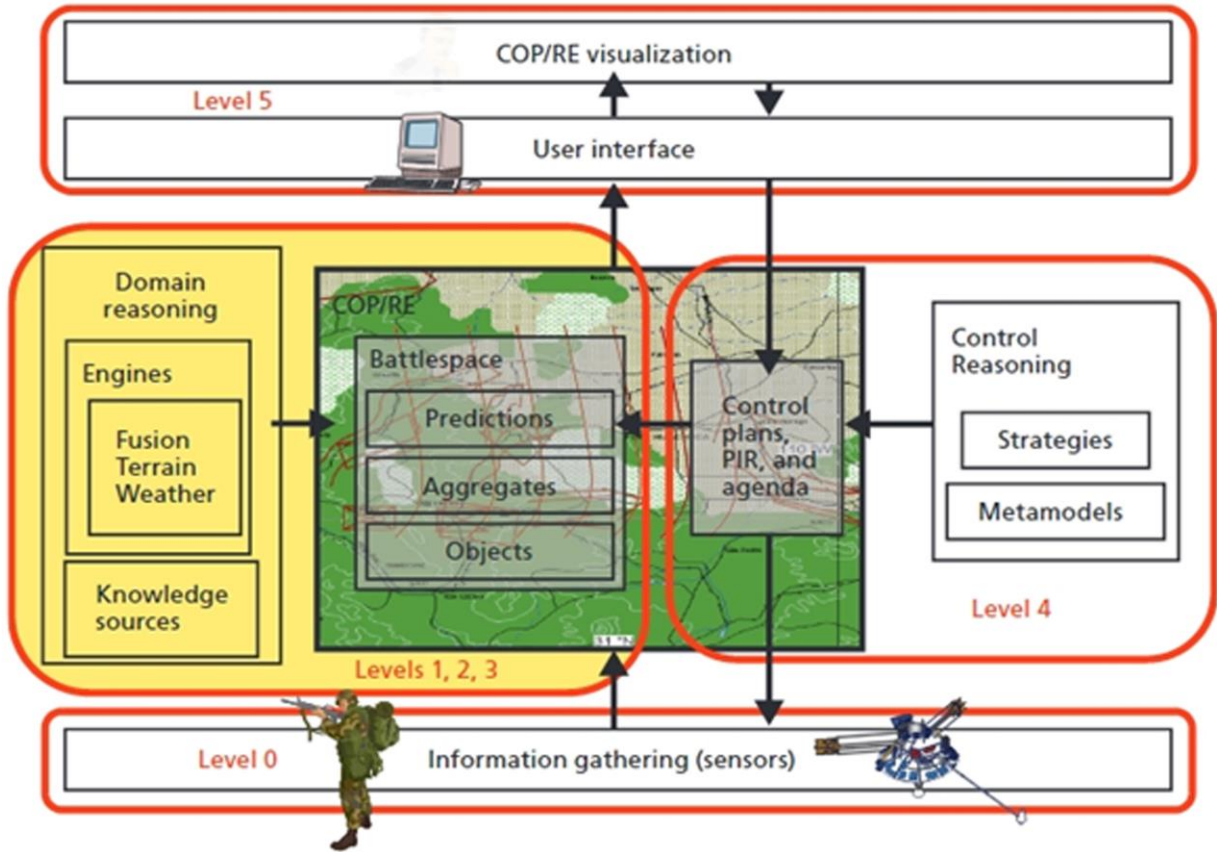 COP/RE visualization
Level 5
User interface
Domain
reasoning
Engines
Fusion
Terrain
Weather
Knowledge
sources
COP/RE
Battlespace
Predictions
Aggregates
Objects
Levels 1, 2, 3
Control
plans,
PIR, and
agenda
Control
Reasoning
Strategies
Metamodels
Level 4
Level 0
Information gathering (sensors)